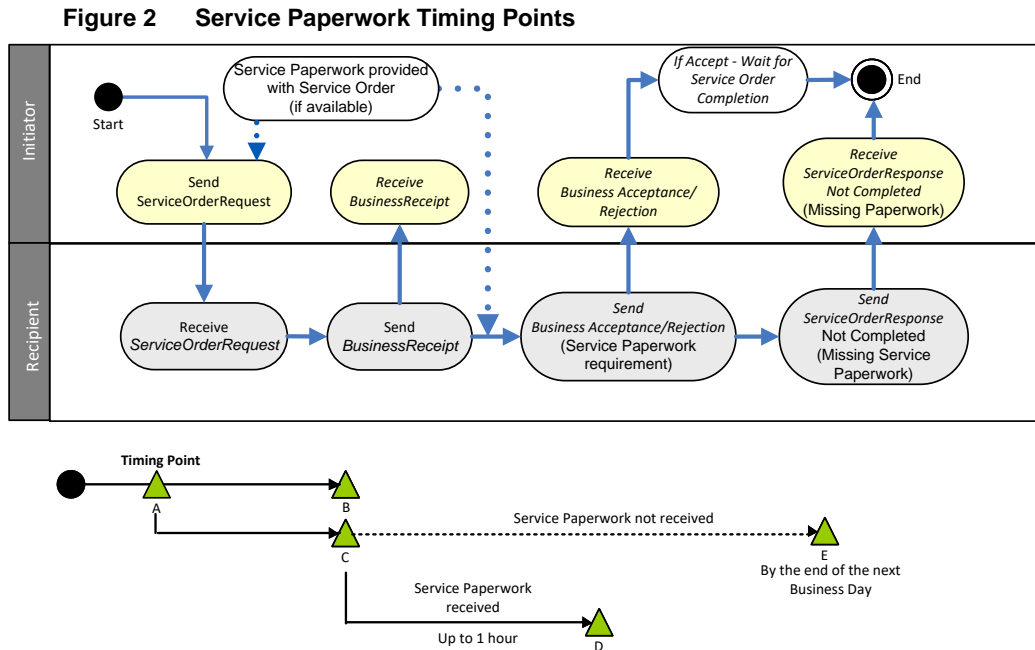 Figure 2 Service Paperwork Timing Points
Initiator
Start
Service Paperwork provided
with Service Order
(if available)
If Accept - Wait for
Service Order
Completion
End
Send
ServiceOrderRequest
Receive
BusinessReceipt
Receive
Business Acceptance/
Rejection
Receive
ServiceOrderResponse
Not Completed
(Missing Paperwork)
Recipient
Receive
ServiceOrderRequest
Send
BusinessReceipt
Send
Business Acceptance/Rejection
(Service Paperwork
requirement)
Send
ServiceOrderResponse
Not Completed
(Missing Service
Paperwork)
Timing Point
A
B
C
Service Paperwork not received
E
By the end of the next
Business Day
Service Paperwork
received
Up to 1 hour
D